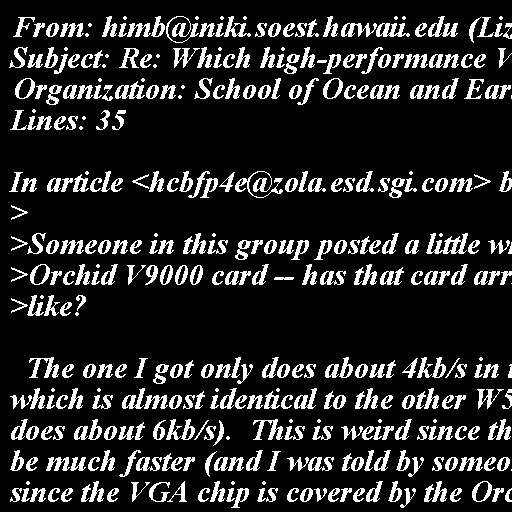 From: himb@iniki.soest.hawaii.edu (Liz
Subject: Re: Which high-performance V
Organization: School of Ocean and Ear
Lines: 35

In article <hcbfp4e@zola.esd.sgi.com> b
>
>Someone in this group posted a little w
>Orchid V9000 card -- has that card arr
>like?

  The one I got only does about 4kb/s in
which is almost identical to the other W5
does about 6kb/s).  This is weird since th
be much faster (and I was told by someo
since the VGA chip is covered by the Orc